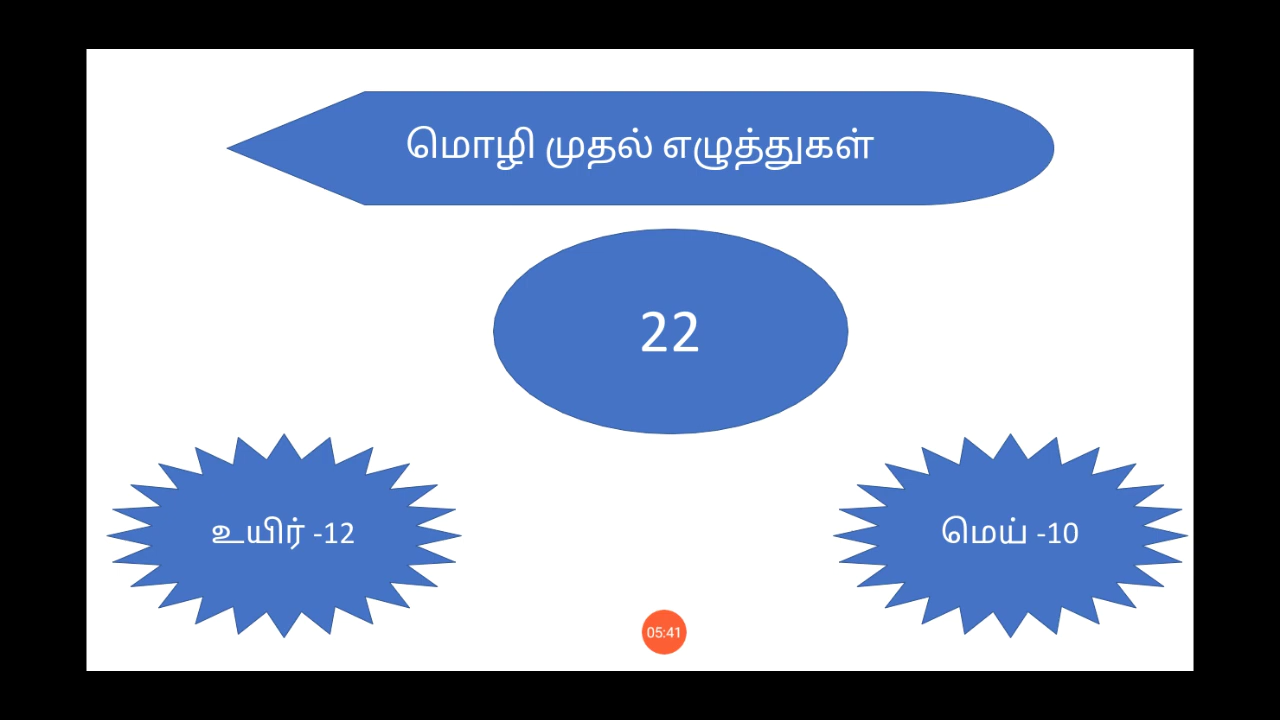 மொழி முதல் எழுத்துகள்
22
உயிர் -12
மெய் -10
05:41